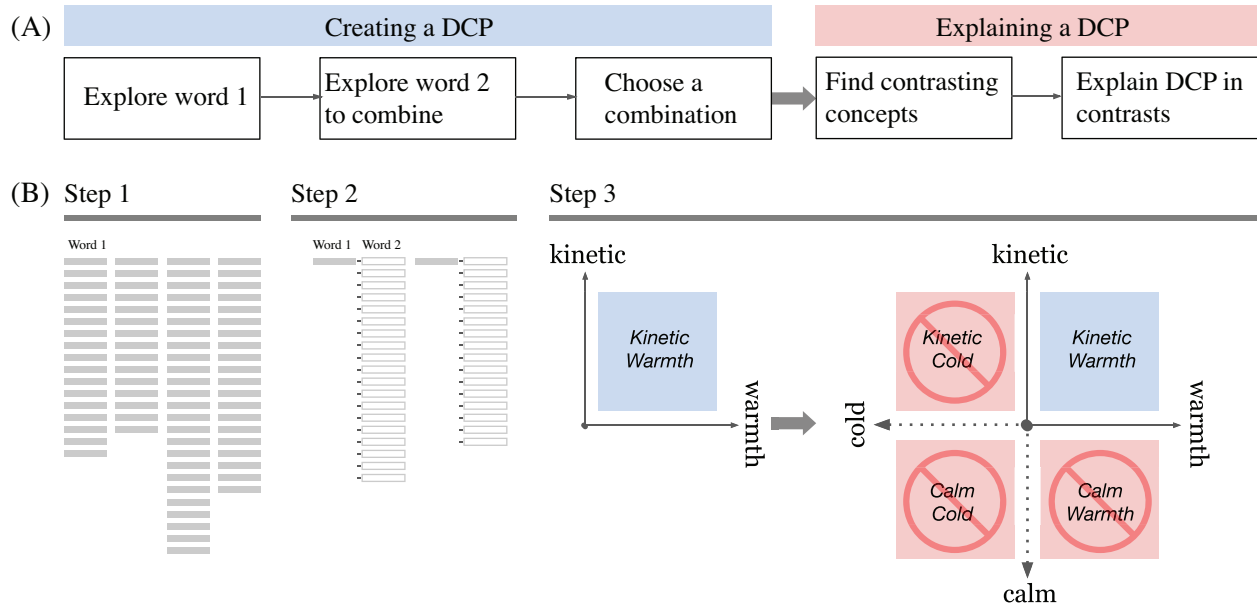 (A)
Creating a DCP
Explaining a DCP
Explore word 1
Explore word 2
to combine
Choose a
combination
Find contrasting
concepts
Explain DCP in
contrasts
(B)
Step 1
Step 2
Step 3
Word 1
Word 1
Word 2
kinetic
Kinetic
Warmth
warmth
kinetic
Kinetic
Cold
Kinetic
Warmth
cold
warmth
Calm
Cold
Calm
Warmth
calm